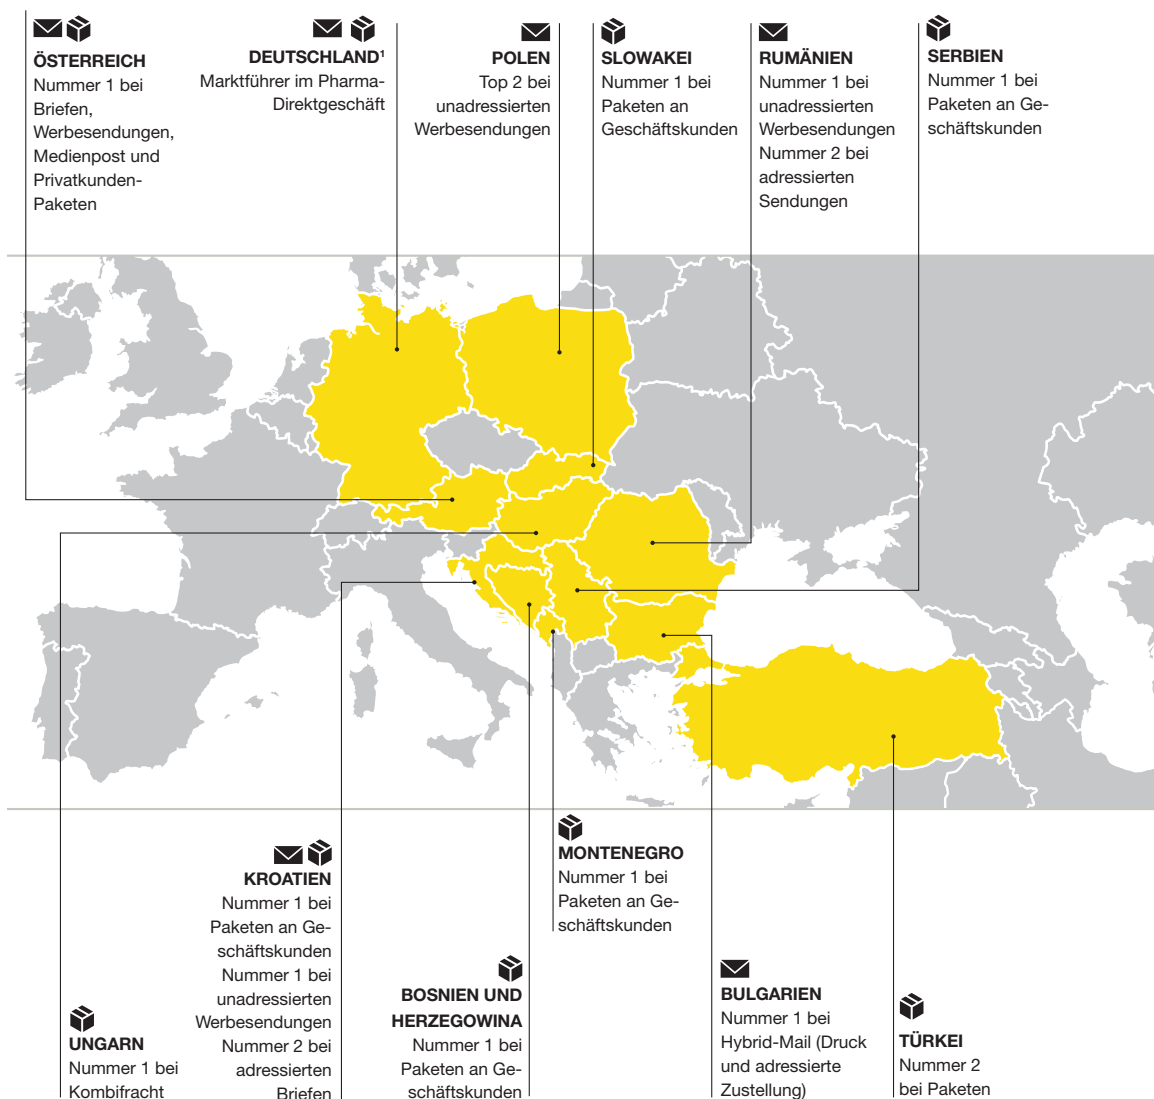 ÖSTERREICH
Nummer 1 bei
Briefen,
Werbesendungen,
Medienpost und
Privatkunden-
Paketen
DEUTSCHLAND¹
Marktführer im Pharma-
Direktgeschäft
POLEN
Top 2 bei
unadressierten
Werbesendungen
SLOWAKEI
Nummer 1 bei
Paketen an
Geschäftskunden
RUMÄNIEN
Nummer 1 bei
unadressierten
Werbesendungen
Nummer 2 bei
adressierten
Sendungen
SERBIEN
Nummer 1 bei
Paketen an Ge-
schäftskunden
UNGARN
Nummer 1 bei
Kombifracht
KROATIEN
Nummer 1 bei
Paketen an Ge-
schäftskunden
Nummer 1 bei
unadressierten
Werbesendungen
Nummer 2 bei
adressierten
Briefen
BOSNIEN UND
HERZEGOWINA
Nummer 1 bei
Paketen an Ge-
schäftskunden
MONTENEGRO
Nummer 1 bei
Paketen an Ge-
schäftskunden
BULGARIEN
Nummer 1 bei
Hybrid-Mail (Druck
und adressierte
Zustellung)
TÜRKEI
Nummer 2
bei Paketen